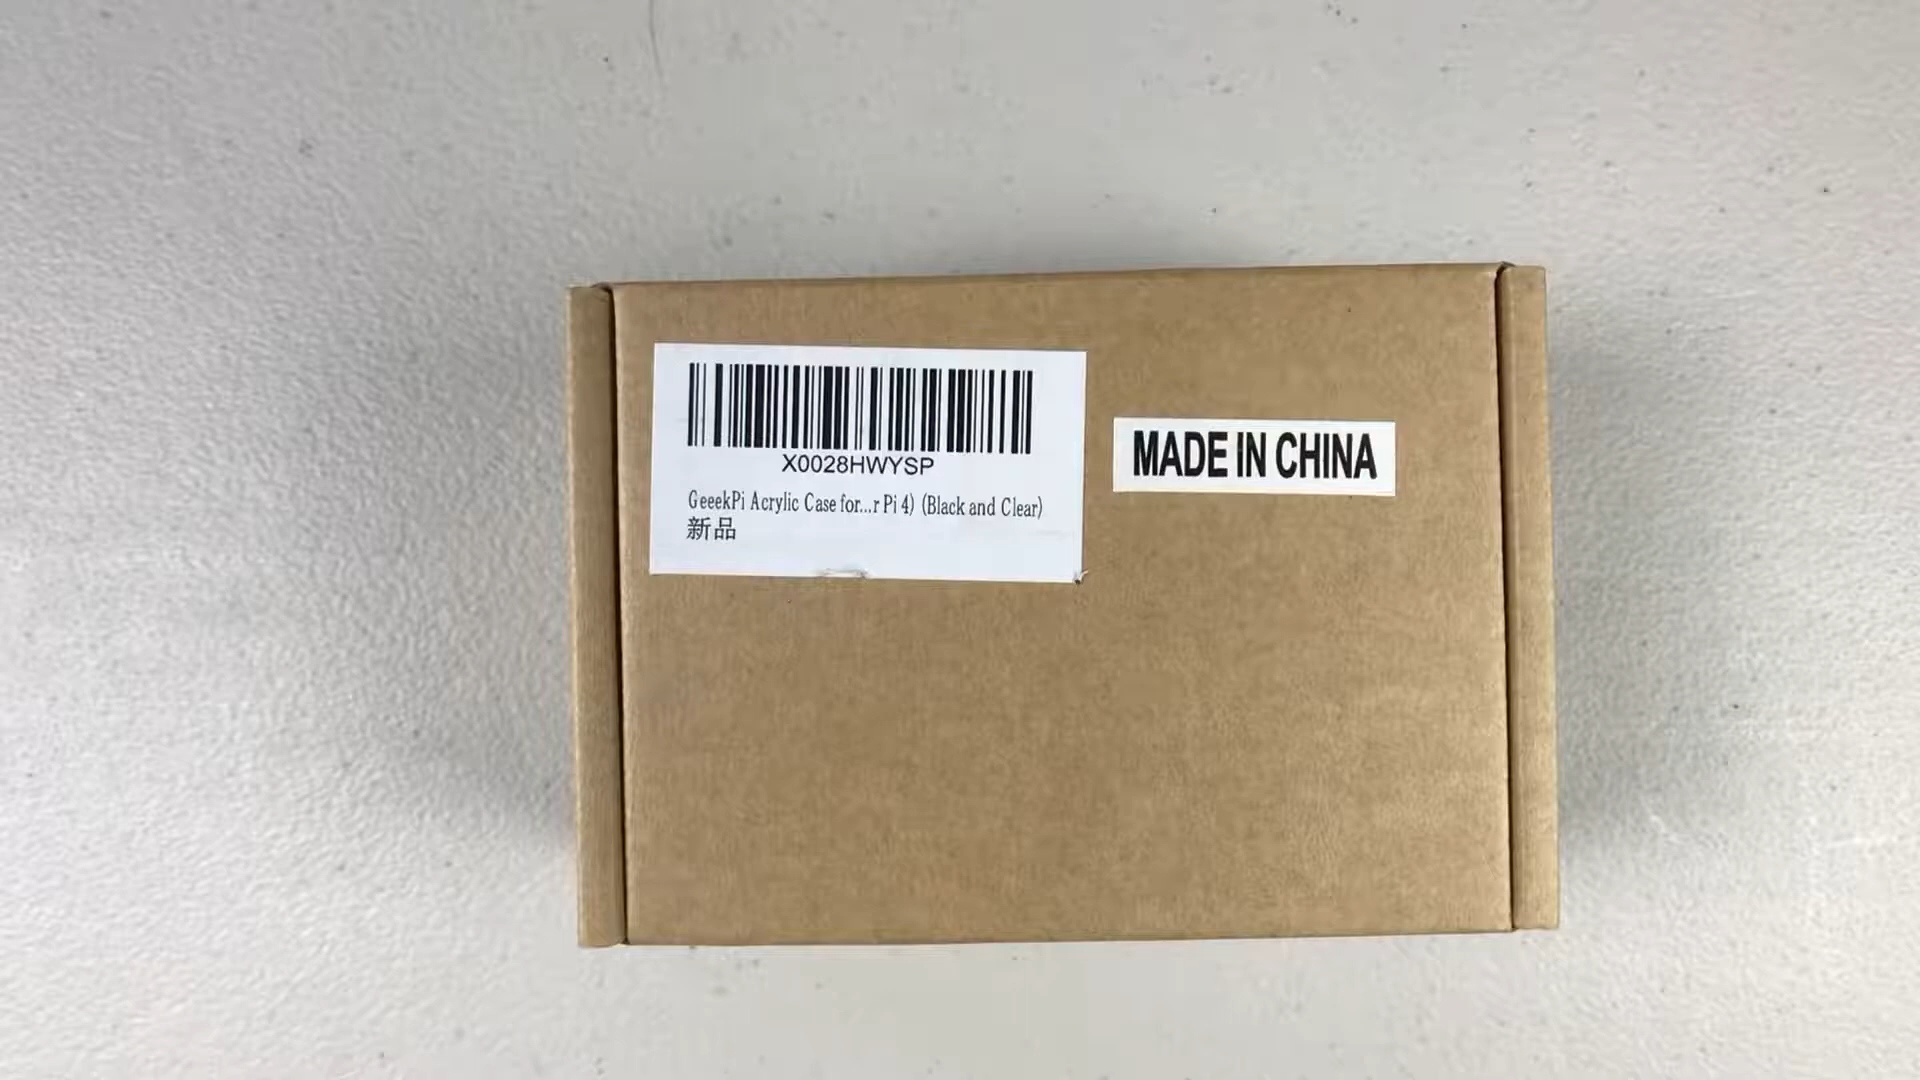 X0028HWYSP
GeeekPi Acrylic Case for...r Pi 4) (Black and Clear)
新品
MADE IN CHINA